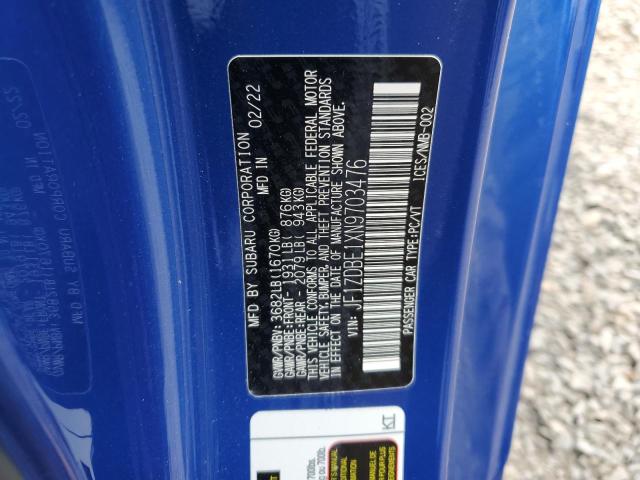 MFD BY SUBARU CORPORATION 02/22
MFD IN
GVWR/PNBV: 3682LB(1670KG)
GAWR/PNBE:FRONT- 1931LB( 876KG)
GAWR/PNBE:REAR - 2079LB( 943KG)
THIS VEHICLE CONFORMS TO ALL APPLICABLE FEDERAL MOTOR
VEHICLE SAFETY,BUMPER, AND THEFT PREVENTION STANDARDS
IN EFFECT ON THE DATE OF MANUFACTURE SHOWN ABOVE.
VIN: JF1ZDBE1XN9703476
PASSENGER CAR/VT TYPE:PC/VT
ICES/NMB-002
KT